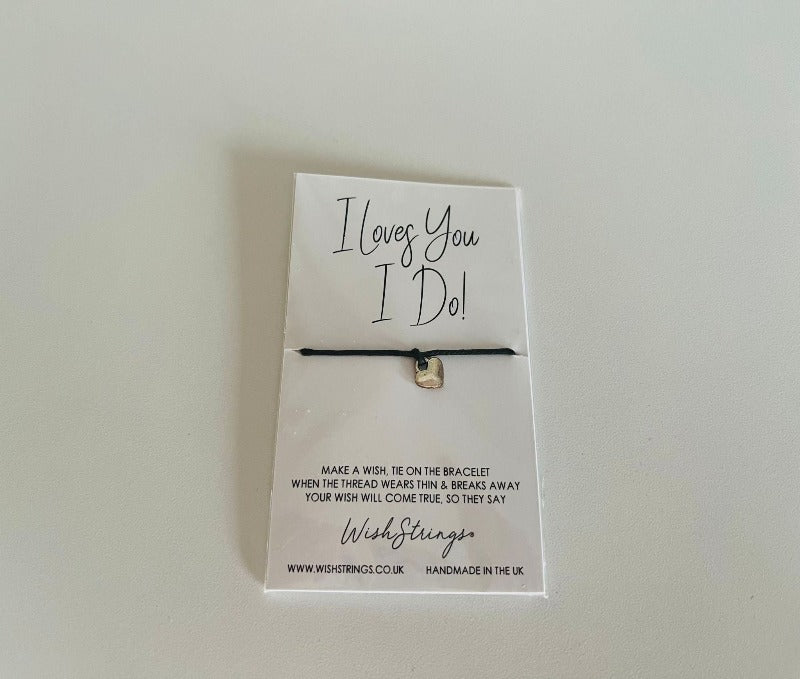 I Loves You
I Do!
MAKE A WISH, TIE ON THE BRACELET
WHEN THE THREAD WEARS THIN & BREAKS AWAY
YOUR WISH WILL COME TRUE, SO THEY SAY
WishStrings®
WWW.WISHSTRINGS.CO.UK HANDMADE IN THE UK